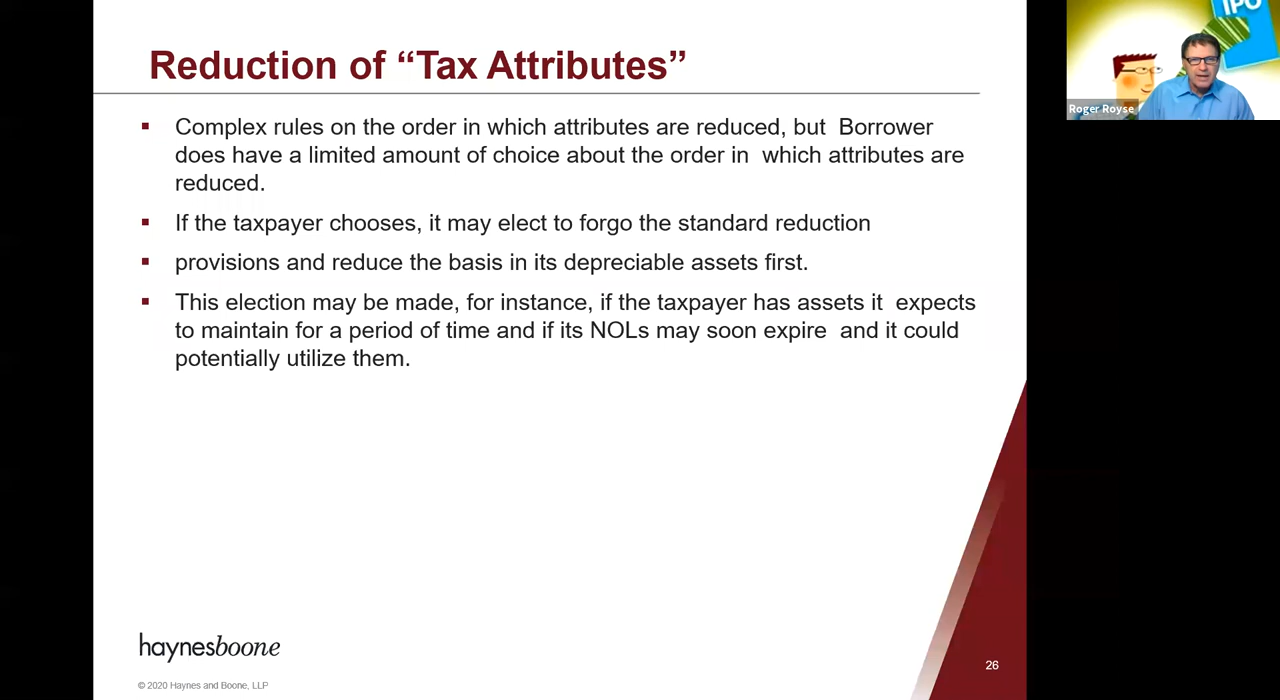 IPO
Roger Royse
Reduction of “Tax Attributes”
▪ Complex rules on the order in which attributes are reduced, but  Borrower
does have a limited amount of choice about the order in  which attributes are
reduced.
▪ If the taxpayer chooses, it may elect to forgo the standard reduction
▪ provisions and reduce the basis in its depreciable assets first.
▪ This election may be made, for instance, if the taxpayer has assets it  expects
to maintain for a period of time and if its NOLs may soon expire  and it could
potentially utilize them.
haynesboone
© 2020 Haynes and Boone, LLP
26